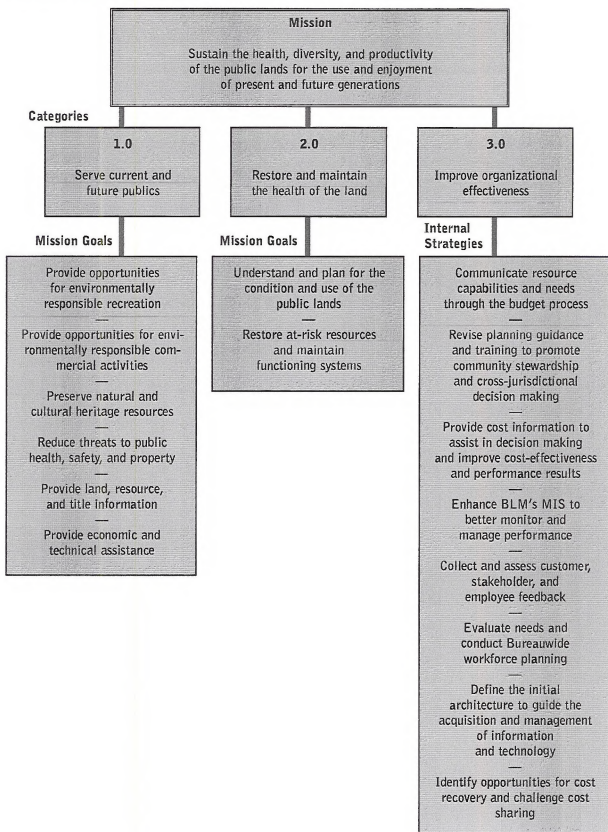 Mission
Sustain the health, diversity, and productivity
of the public lands for the use and enjoyment
of present and future generations
Categories
1.0
Serve current and
future publics
2.0
Restore and maintain
the health of the land
3.0
Improve organizational
effectiveness
Mission Goals
Provide opportunities
for environmentally
responsible recreation
—
Provide opportunities for envi-
ronmentally responsible com-
mercial activities
—
Preserve natural and
cultural heritage resources
—
Reduce threats to public
health, safety, and property
—
Provide land, resource,
and title information
—
Provide economic and
technical assistance
Mission Goals
Understand and plan for the
condition and use of the
public lands
—
Restore at-risk resources
and maintain
functioning systems
Internal
Strategies
Communicate resource
capabilities and needs
through the budget process
—
Revise planning guidance
and training to promote
community stewardship
and cross-jurisdictional
decision making
—
Provide cost information to
assist in decision making
and improve cost-effectiveness
and performance results
—
Enhance BLM's MIS to
better monitor and
manage performance
—
Collect and assess customer,
stakeholder, and
employee feedback
—
Evaluate needs and
conduct Bureauwide
workforce planning
—
Define the initial
architecture to guide the
acquisition and management
of information
and technology
—
Identify opportunities for cost
recovery and challenge cost
sharing